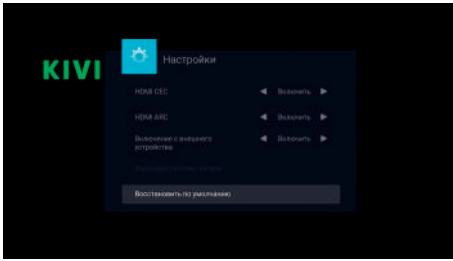 KIVI
Настройки
HDMI CEC
Включить
HDMI ARC
Включить
Включение с внешнего
устройства
Включить
Восстановить по умолчанию